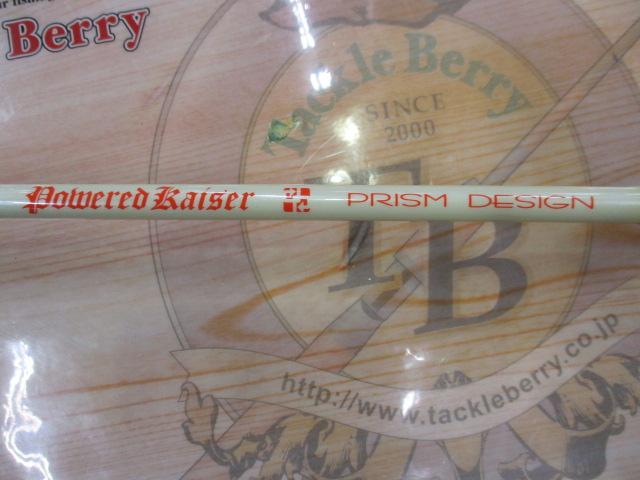 Berry
Tackle Berry
SINCE
2000
Powered Kaiser PRISM DESIGN
TB
http://www.tackleberry.co.jp